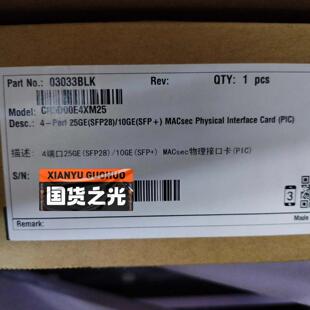 Part No.: 03033BLK Rev: QTY: 1 pcs
Model: CR5D00E4XM25
Desc.: 4-Port 25GE(SFP28)/10GE(SFP+) MACsec Physical Interface Card (PIC)
描述: 4端口25GE(SFP28)/10GE(SFP+) MACsec物理接口卡(PIC)
S/N:
XIANYU GUOHUO
国货之光
3
Remark:
Made